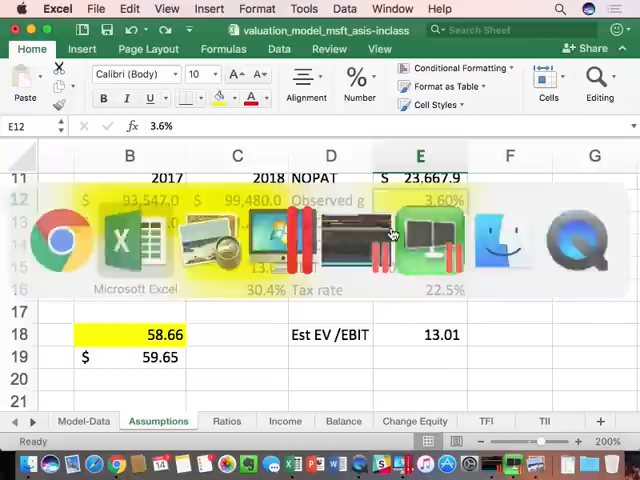 Excel File Edit View Insert Format Tools Data Window Help
valuation_model_msft_asis-inclass
Search Sheet
Home Insert Page Layout Formulas Data Review View
Share
Paste
Calibri (Body) 10 A A
B I U A
Alignment
% Number
Conditional Formatting
Format as Table
Cell Styles
Cells
Editing
E12 fx 3.6%
B C D E F G
11 2017 2018 NOPAT $ 23,667.9
12 $ 93,547.0 $ 99,480.0 Observed g 3.60%
13
14
15
Microsoft Excel
16 30.4% Tax rate 22.5%
17
18 58.66 Est EV /EBIT 13.01
19 $ 59.65
20
21
Model-Data Assumptions Ratios Income Balance Change Equity TFI TII +
Ready
200%